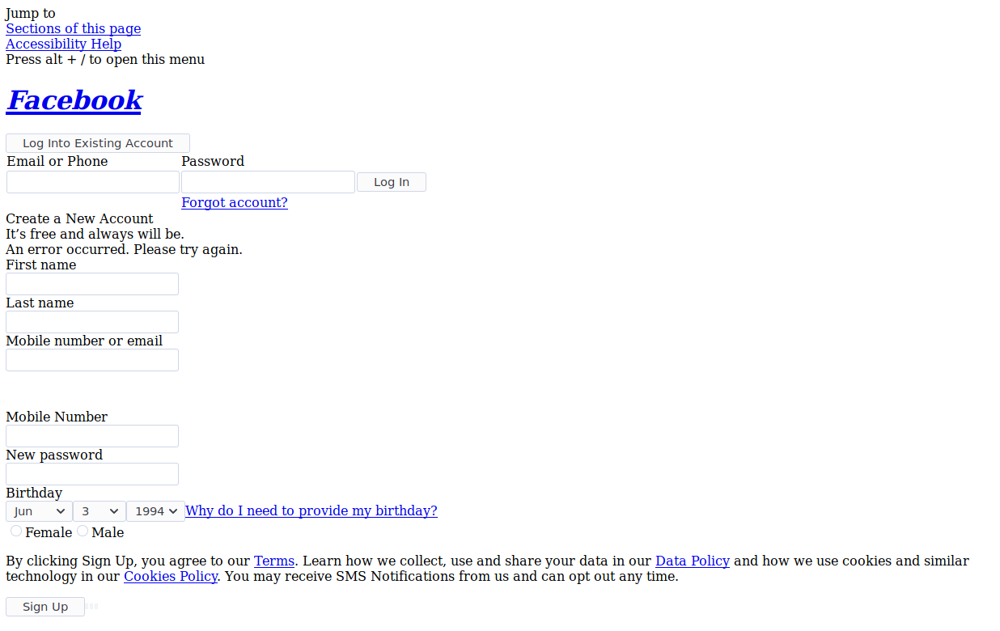 Jump to
Sections of this page
Accessibility Help
Press alt + / to open this menu
Facebook
Log Into Existing Account
Email or Phone Password
Log In
Forgot account?
Create a New Account
It’s free and always will be.
An error occurred. Please try again.
First name
Last name
Mobile number or email
Mobile Number
New password
Birthday
Jun 3 1994 Why do I need to provide my birthday?
Female Male
By clicking Sign Up, you agree to our Terms. Learn how we collect, use and share your data in our Data Policy and how we use cookies and similar
technology in our Cookies Policy. You may receive SMS Notifications from us and can opt out any time.
Sign Up